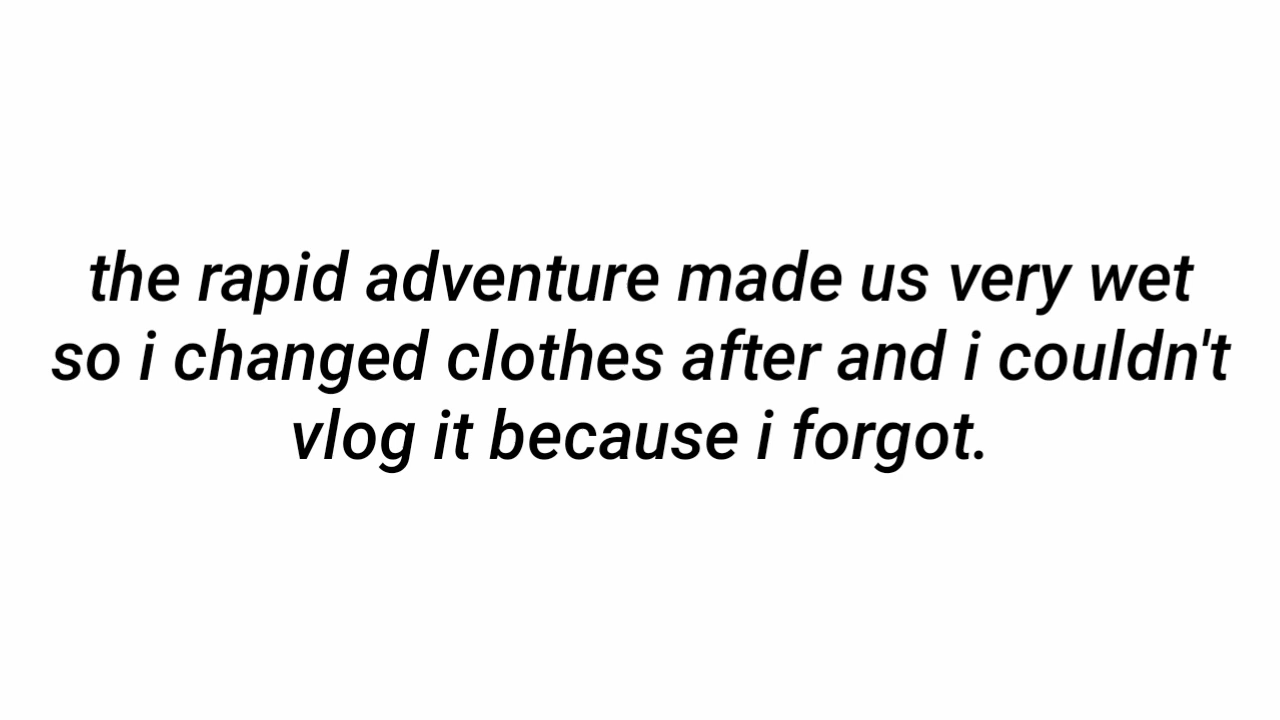 the rapid adventure made us very wet
so i changed clothes after and i couldn't
vlog it because i forgot.